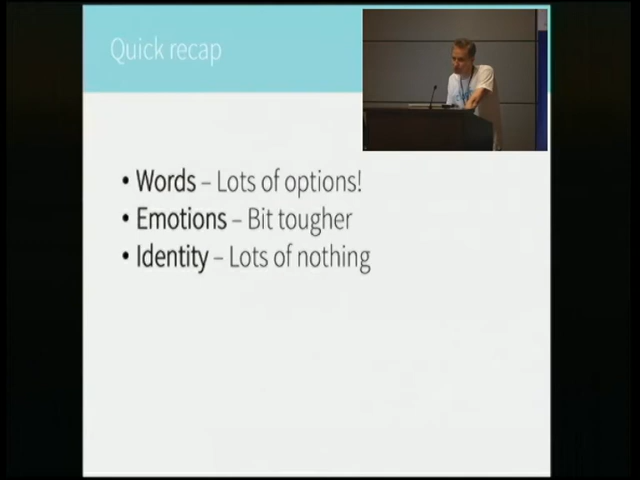 Quick recap
• Words – Lots of options!
• Emotions – Bit tougher
• Identity – Lots of nothing